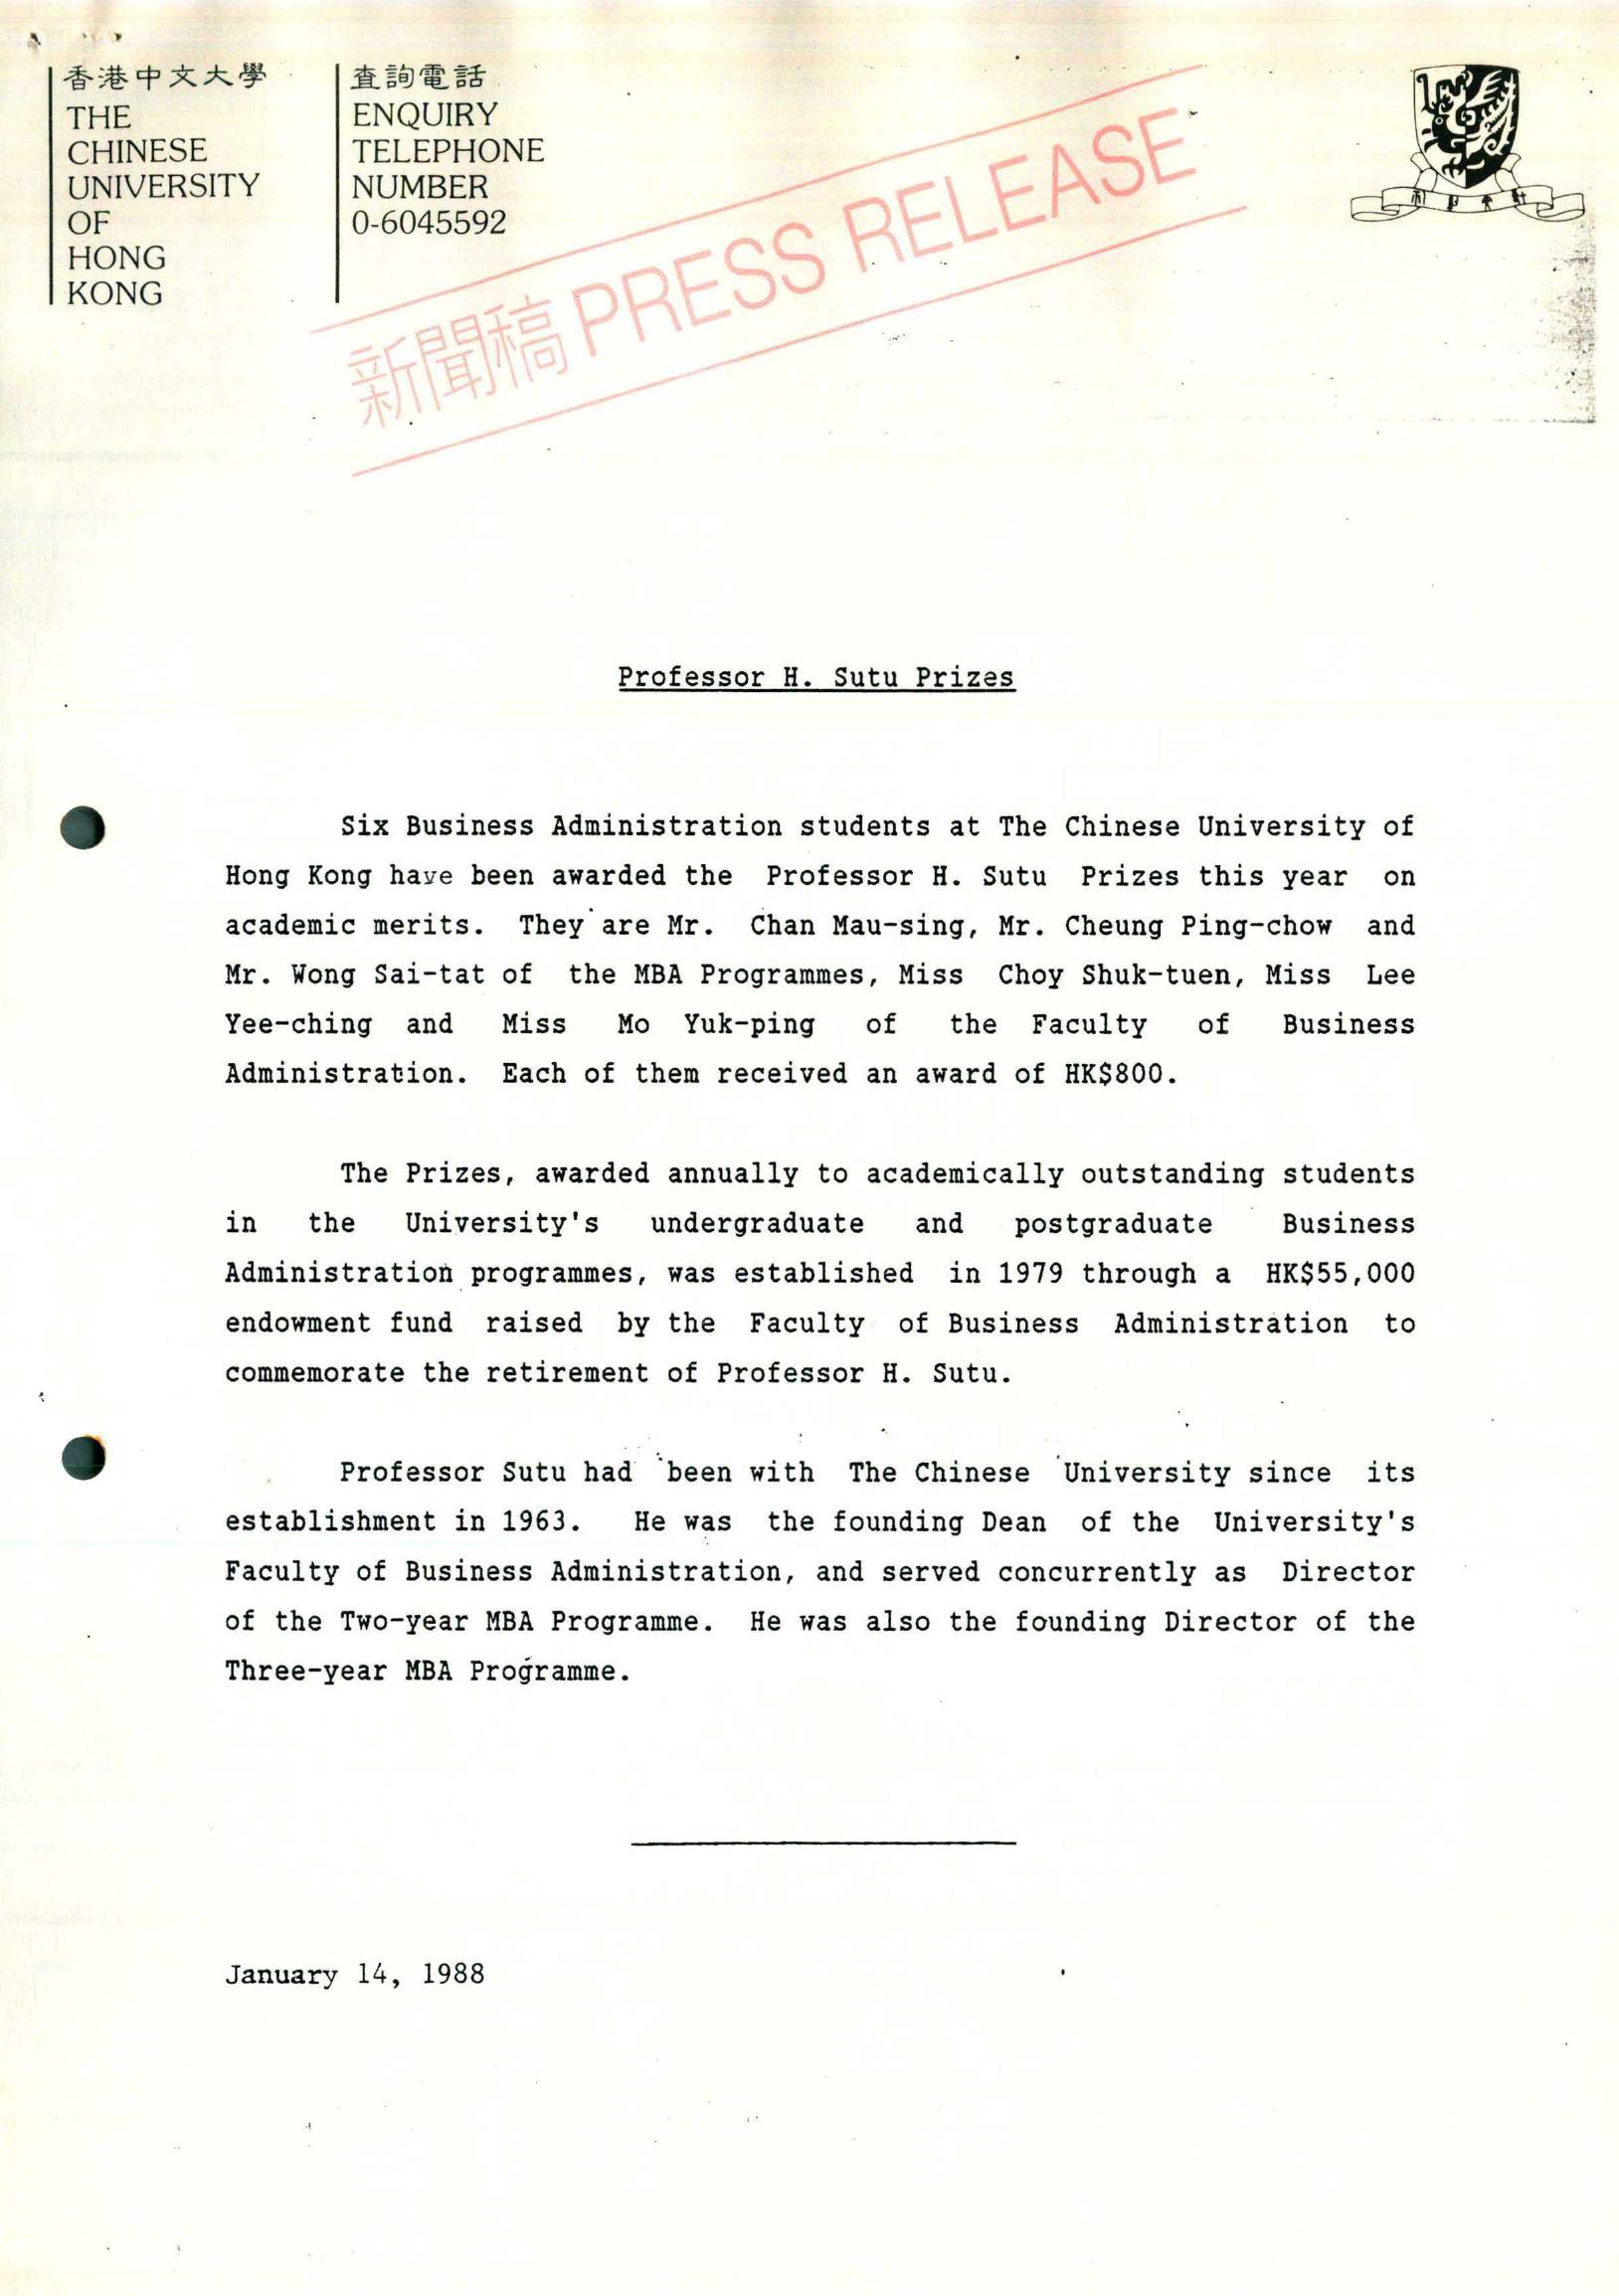 香港中文大學
THE
CHINESE
UNIVERSITY
OF
HONG
KONG
查詢電話
ENQUIRY
TELEPHONE
NUMBER
0-6045592
新聞稿 PRESS RELEASE
Professor H. Sutu Prizes
Six Business Administration students at The Chinese University of
Hong Kong have been awarded the Professor H. Sutu Prizes this year on
academic merits. They are Mr. Chan Mau-sing, Mr. Cheung Ping-chow and
Mr. Wong Sai-tat of the MBA Programmes, Miss Choy Shuk-tuen, Miss Lee
Yee-ching and Miss Mo Yuk-ping of the Faculty of Business
Administration. Each of them received an award of HK$800.
The Prizes, awarded annually to academically outstanding students
in the University's undergraduate and postgraduate Business
Administration programmes, was established in 1979 through a HK$55,000
endowment fund raised by the Faculty of Business Administration to
commemorate the retirement of Professor H. Sutu.
Professor Sutu had been with The Chinese University since its
establishment in 1963. He was the founding Dean of the University's
Faculty of Business Administration, and served concurrently as Director
of the Two-year MBA Programme. He was also the founding Director of the
Three-year MBA Programme.
January 14, 1988